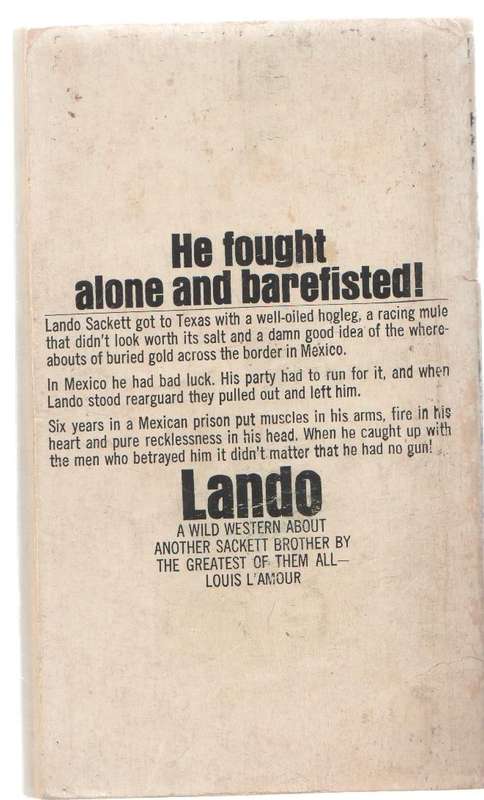 He fought
alone and barefisted!
Lando Sackett got to Texas with a well-oiled hogleg, a racing mule
that didn't look worth its salt and a damn good idea of the where-
abouts of buried gold across the border in Mexico.
In Mexico he had bad luck. His party had to run for it, and when
Lando stood rearguard they pulled out and left him.
Six years in a Mexican prison put muscles in his arms, fire in his
heart and pure recklessness in his head. When he caught up with
the men who betrayed him it didn't matter that he had no gun!
Lando
A WILD WESTERN ABOUT
ANOTHER SACKETT BROTHER BY
THE GREATEST OF THEM ALL—
LOUIS L'AMOUR